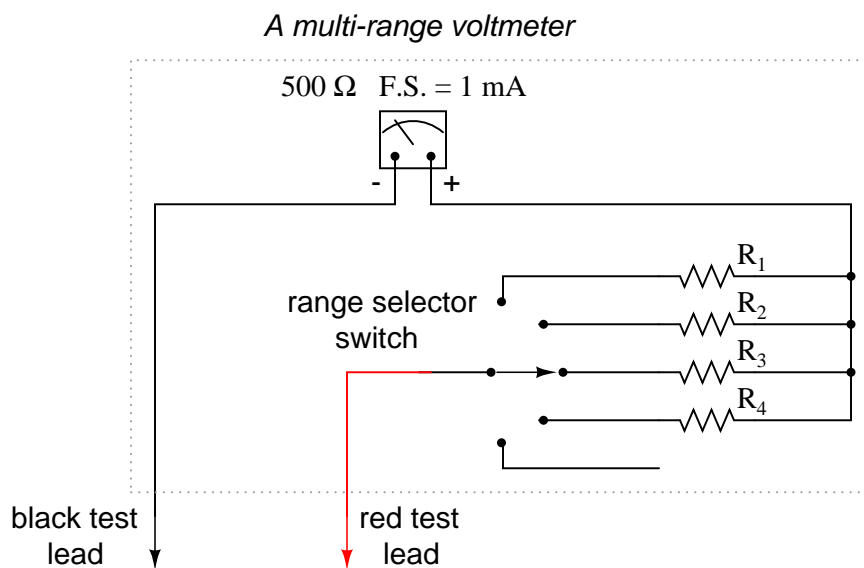 A multi-range voltmeter
500 Ω F.S. = 1 mA
- +
R1
range selector
switch
R2
R3
R4
black test
lead
red test
lead